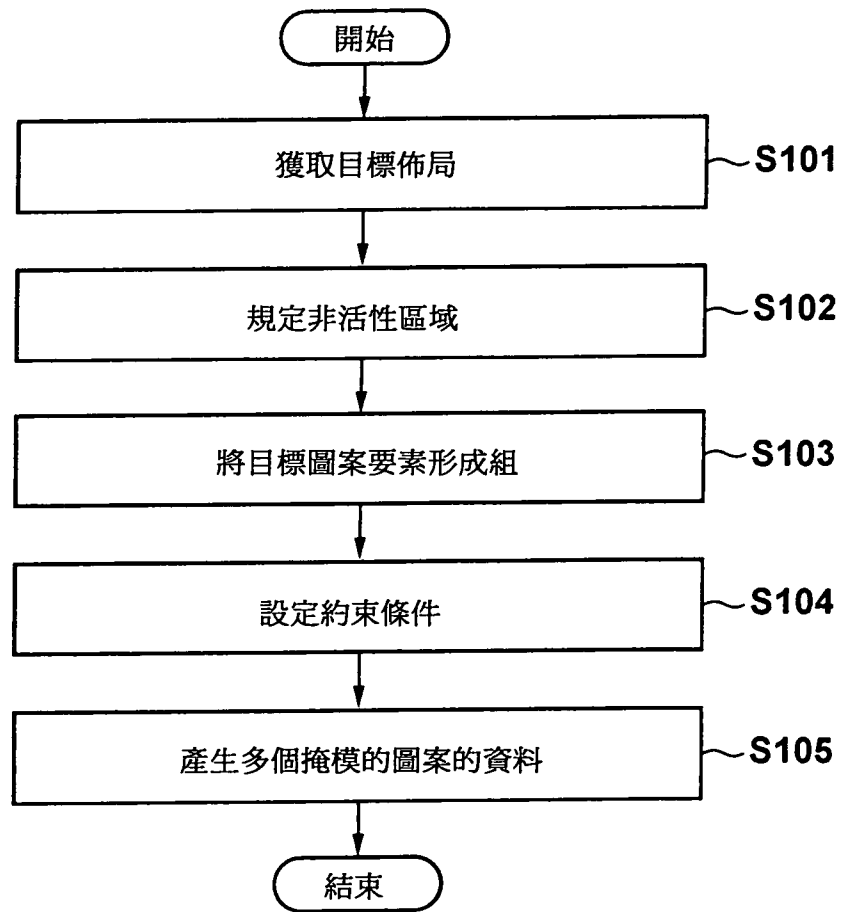 開始
獲取目標佈局
S101
規定非活性區域
S102
將目標圖案要素形成組
S103
設定約束條件
S104
產生多個掩模的圖案的資料
S105
結束